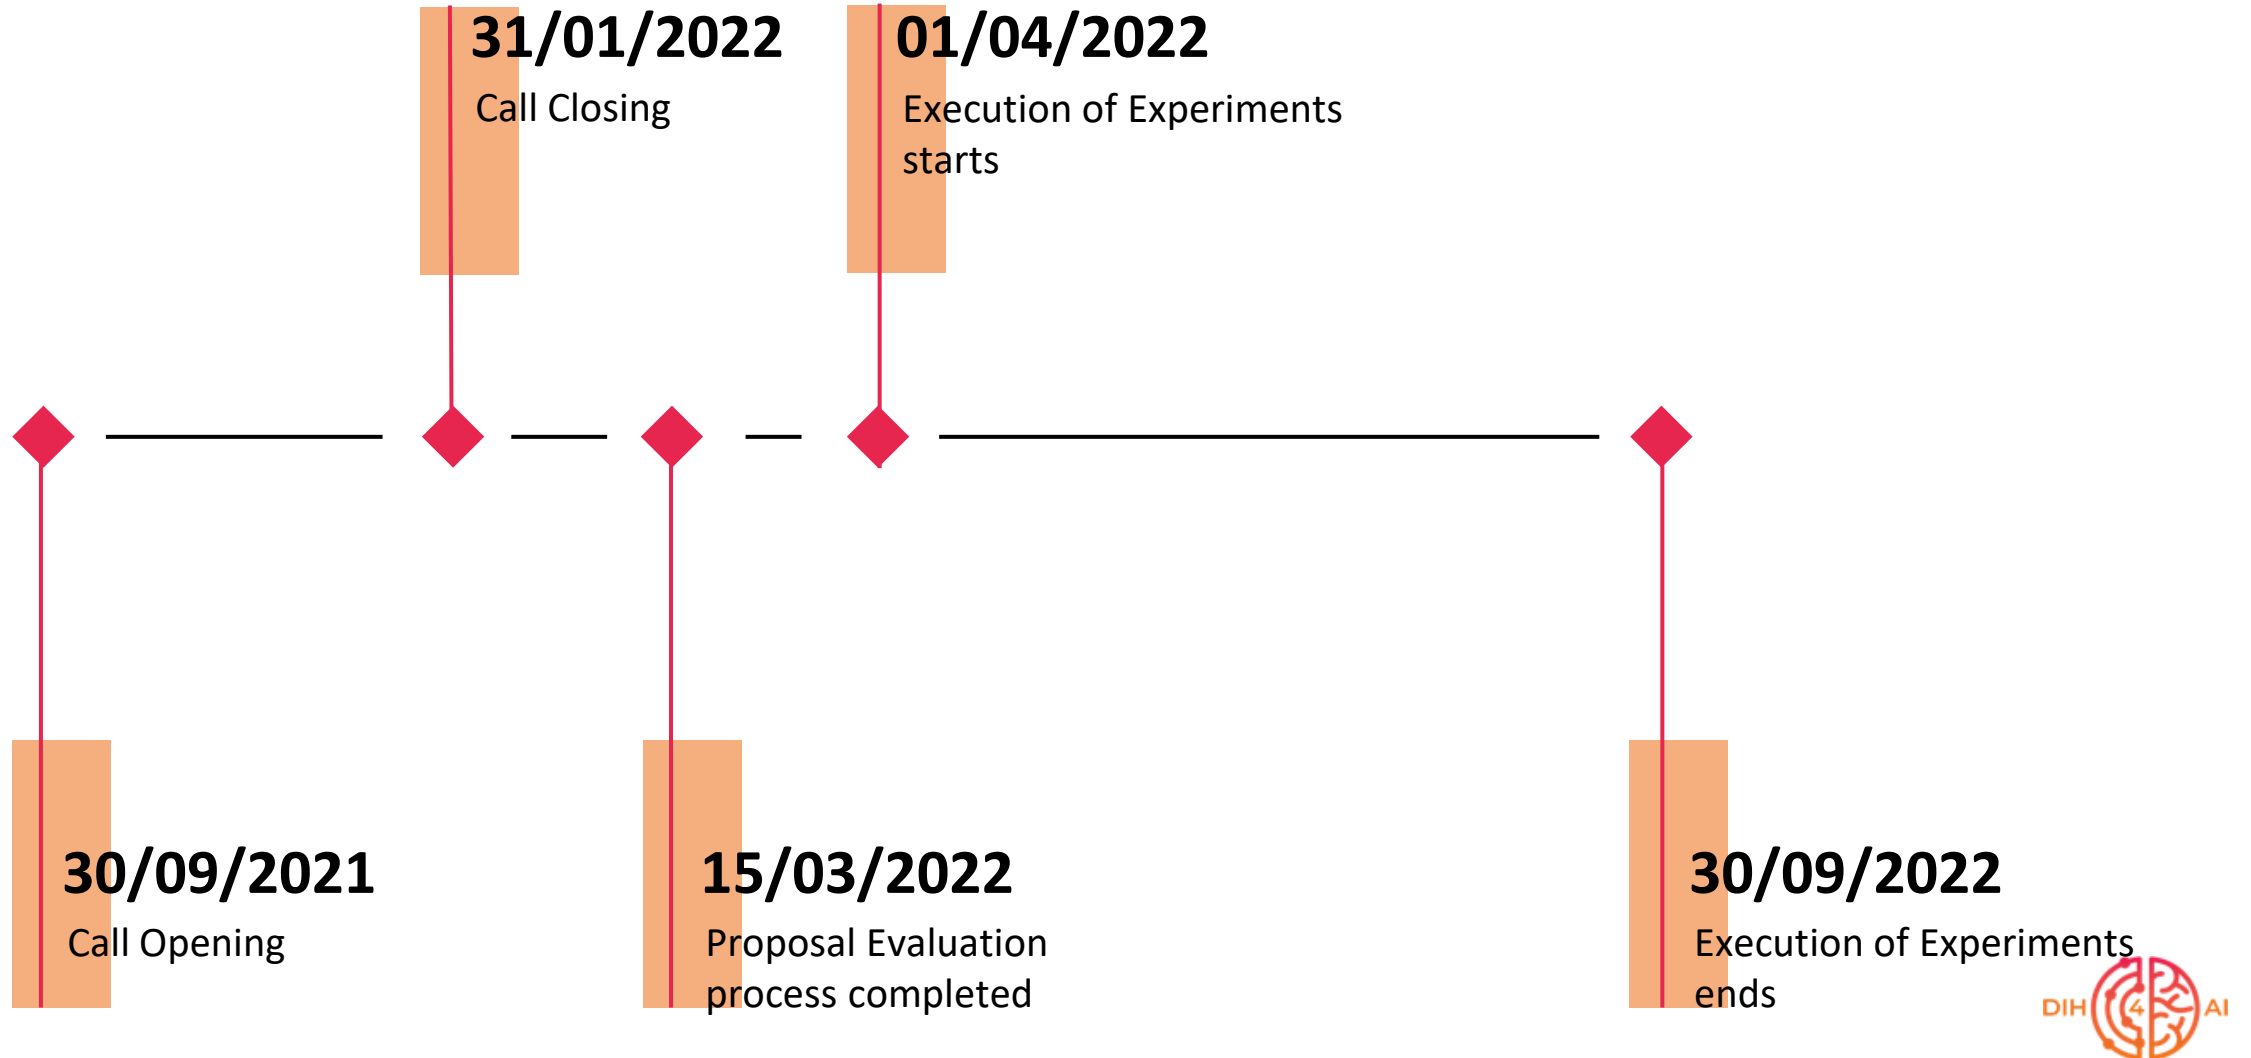 31/01/2022
Call Closing
01/04/2022
Execution of Experiments
starts
30/09/2021
Call Opening
15/03/2022
Proposal Evaluation
process completed
30/09/2022
Execution of Experiments
ends
DIH 4 AI